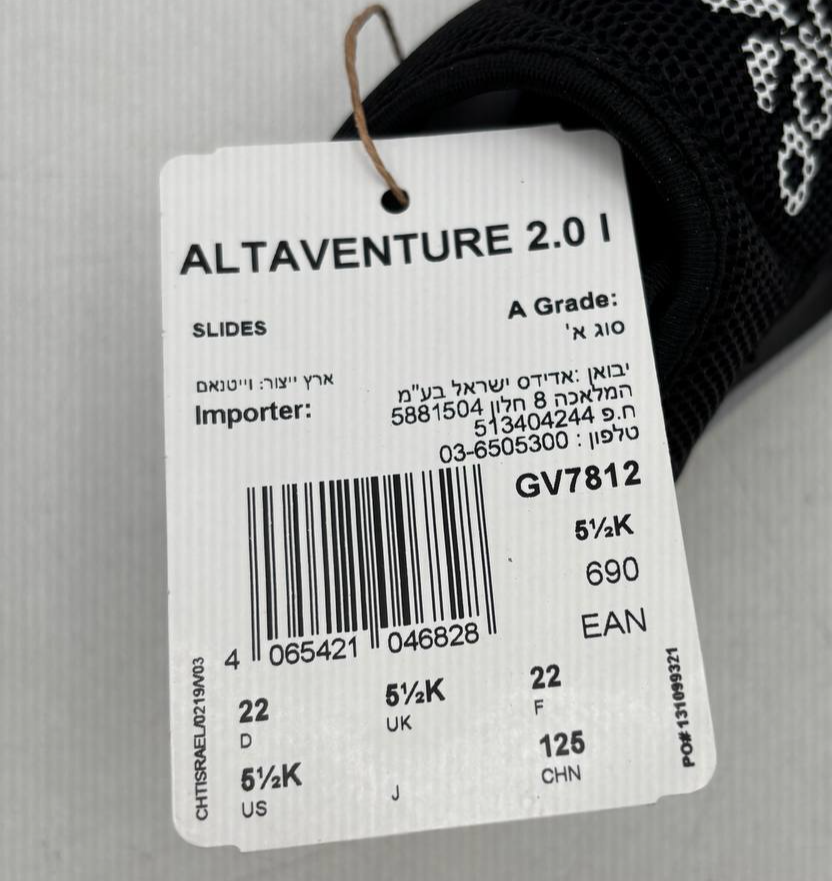 ALTAVENTURE 2.0 I
SLIDES
A Grade:
סוג א'
ארץ ייצור: וייטנאם
Importer:
יבואן: אדידס ישראל בע"מ
המלאכה 8 חלון 5881504
ח.פ 513404244
טלפון : 03-6505300
GV7812
5½K
690
EAN
4 065421 046828
22
D
5½K
UK
22
F
5½K
US
J
125
CHN
CHTISRAEL/0219/V03
PO# 131099321